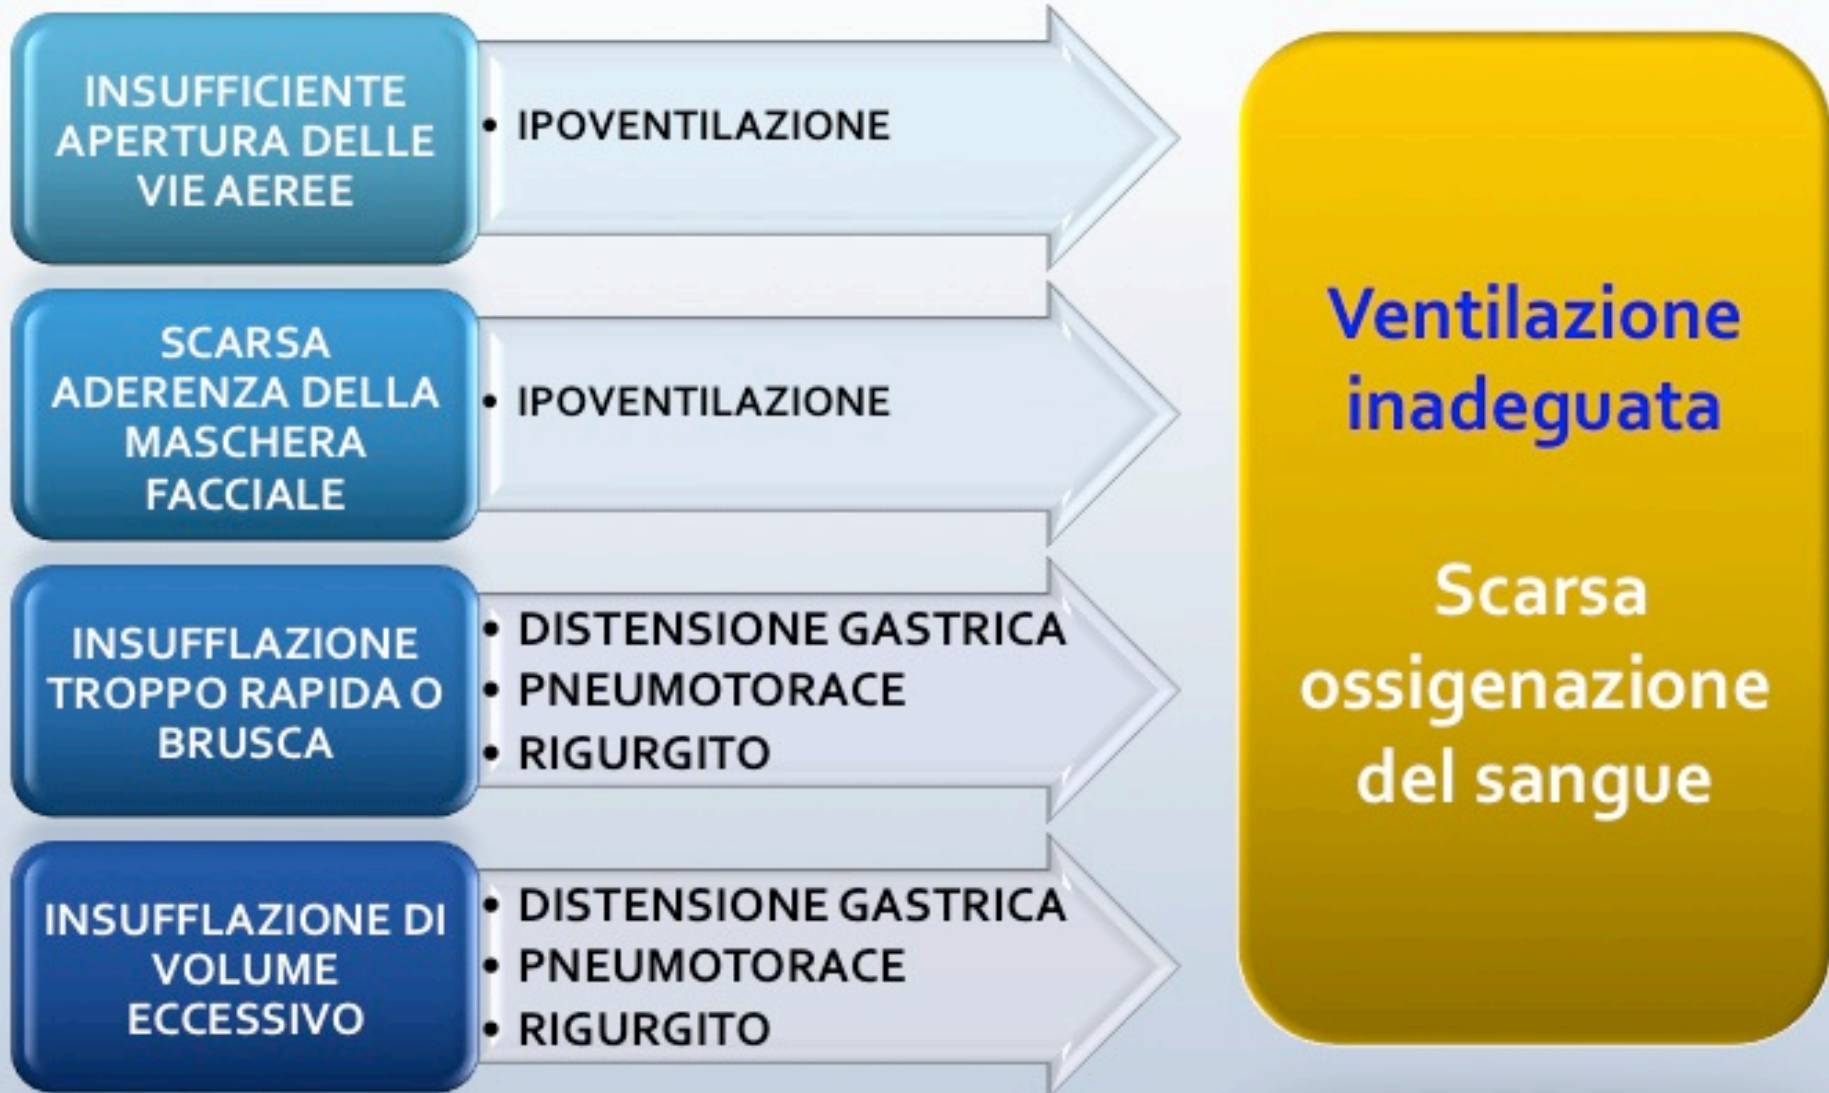 INSUFFICIENTE
APERTURA DELLE
VIE AEREE
• IPOVENTILAZIONE
SCARSA
ADERENZA DELLA
MASCHERA
FACCIALE
• IPOVENTILAZIONE
INSUFFLAZIONE
TROPPO RAPIDA O
BRUSCA
• DISTENSIONE GASTRICA
• PNEUMOTORACE
• RIGURGITO
INSUFFLAZIONE DI
VOLUME
ECCESSIVO
• DISTENSIONE GASTRICA
• PNEUMOTORACE
• RIGURGITO
Ventilazione
inadeguata
Scarsa
ossigenazione
del sangue